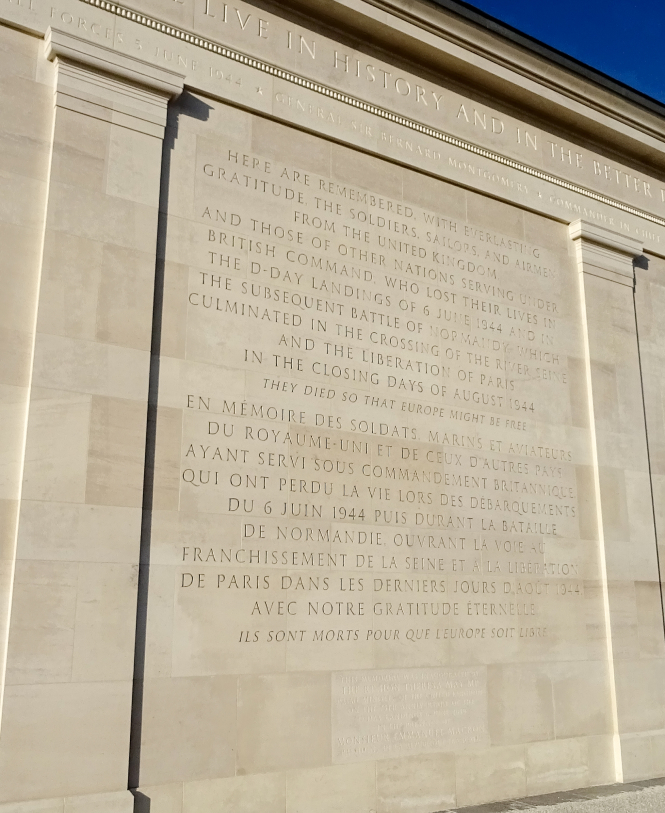 LIVE IN HISTORY AND IN THE BETTER
FORCES 5 JUNE 1944 ★ GENERAL SIR BERNARD MONTGOMERY ★ COMMANDER IN CHIEF
HERE ARE REMEMBERED, WITH EVERLASTING
GRATITUDE, THE SOLDIERS, SAILORS, AND AIRMEN
FROM THE UNITED KINGDOM
AND THOSE OF OTHER NATIONS SERVING UNDER
BRITISH COMMAND, WHO LOST THEIR LIVES IN
THE D-DAY LANDINGS OF 6 JUNE 1944 AND IN
THE SUBSEQUENT BATTLE OF NORMANDY, WHICH
CULMINATED IN THE CROSSING OF THE RIVER SEINE
AND THE LIBERATION OF PARIS
IN THE CLOSING DAYS OF AUGUST 1944
THEY DIED SO THAT EUROPE MIGHT BE FREE
EN MÉMOIRE DES SOLDATS, MARINS ET AVIATEURS
DU ROYAUME-UNI ET DE CEUX D'AUTRES PAYS
AYANT SERVI SOUS COMMANDEMENT BRITANNIQUE,
QUI ONT PERDU LA VIE LORS DES DÉBARQUEMENTS
DU 6 JUIN 1944 PUIS DURANT LA BATAILLE
DE NORMANDIE, OUVRANT LA VOIE AU
FRANCHISSEMENT DE LA SEINE ET À LA LIBÉRATION
DE PARIS DANS LES DERNIERS JOURS D'AOÛT 1944
AVEC NOTRE GRATITUDE ÉTERNELLE.
ILS SONT MORTS POUR QUE L'EUROPE SOIT LIBRE